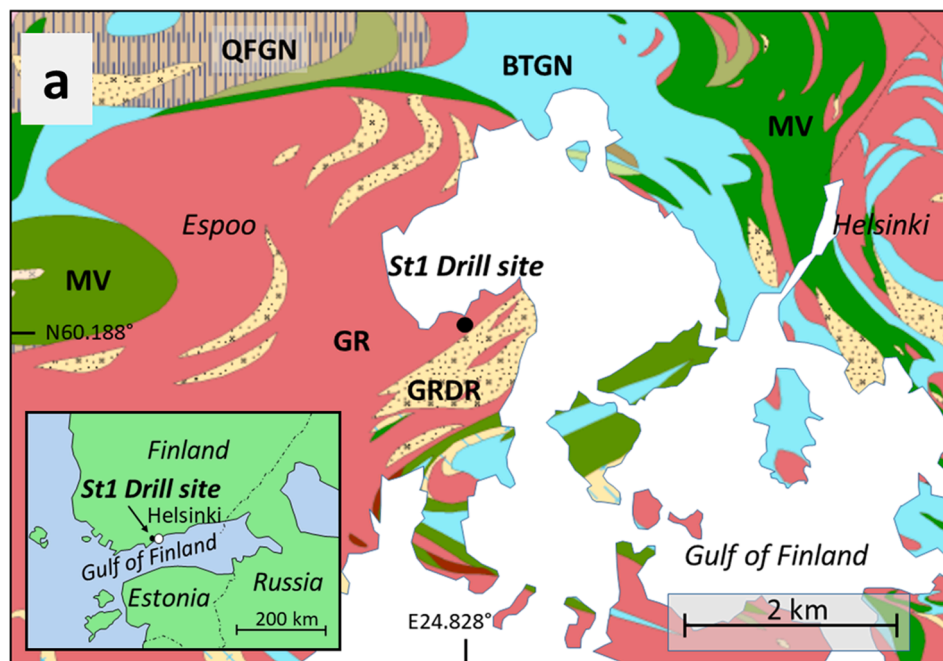 a
QFGN
BTGN
MV
Espoo
Helsinki
St1 Drill site
MV
N60.188°
GR
GRDR
Finland
St1 Drill site
Helsinki
Gulf of Finland
Estonia
Russia
200 km
Gulf of Finland
E24.828°
2 km